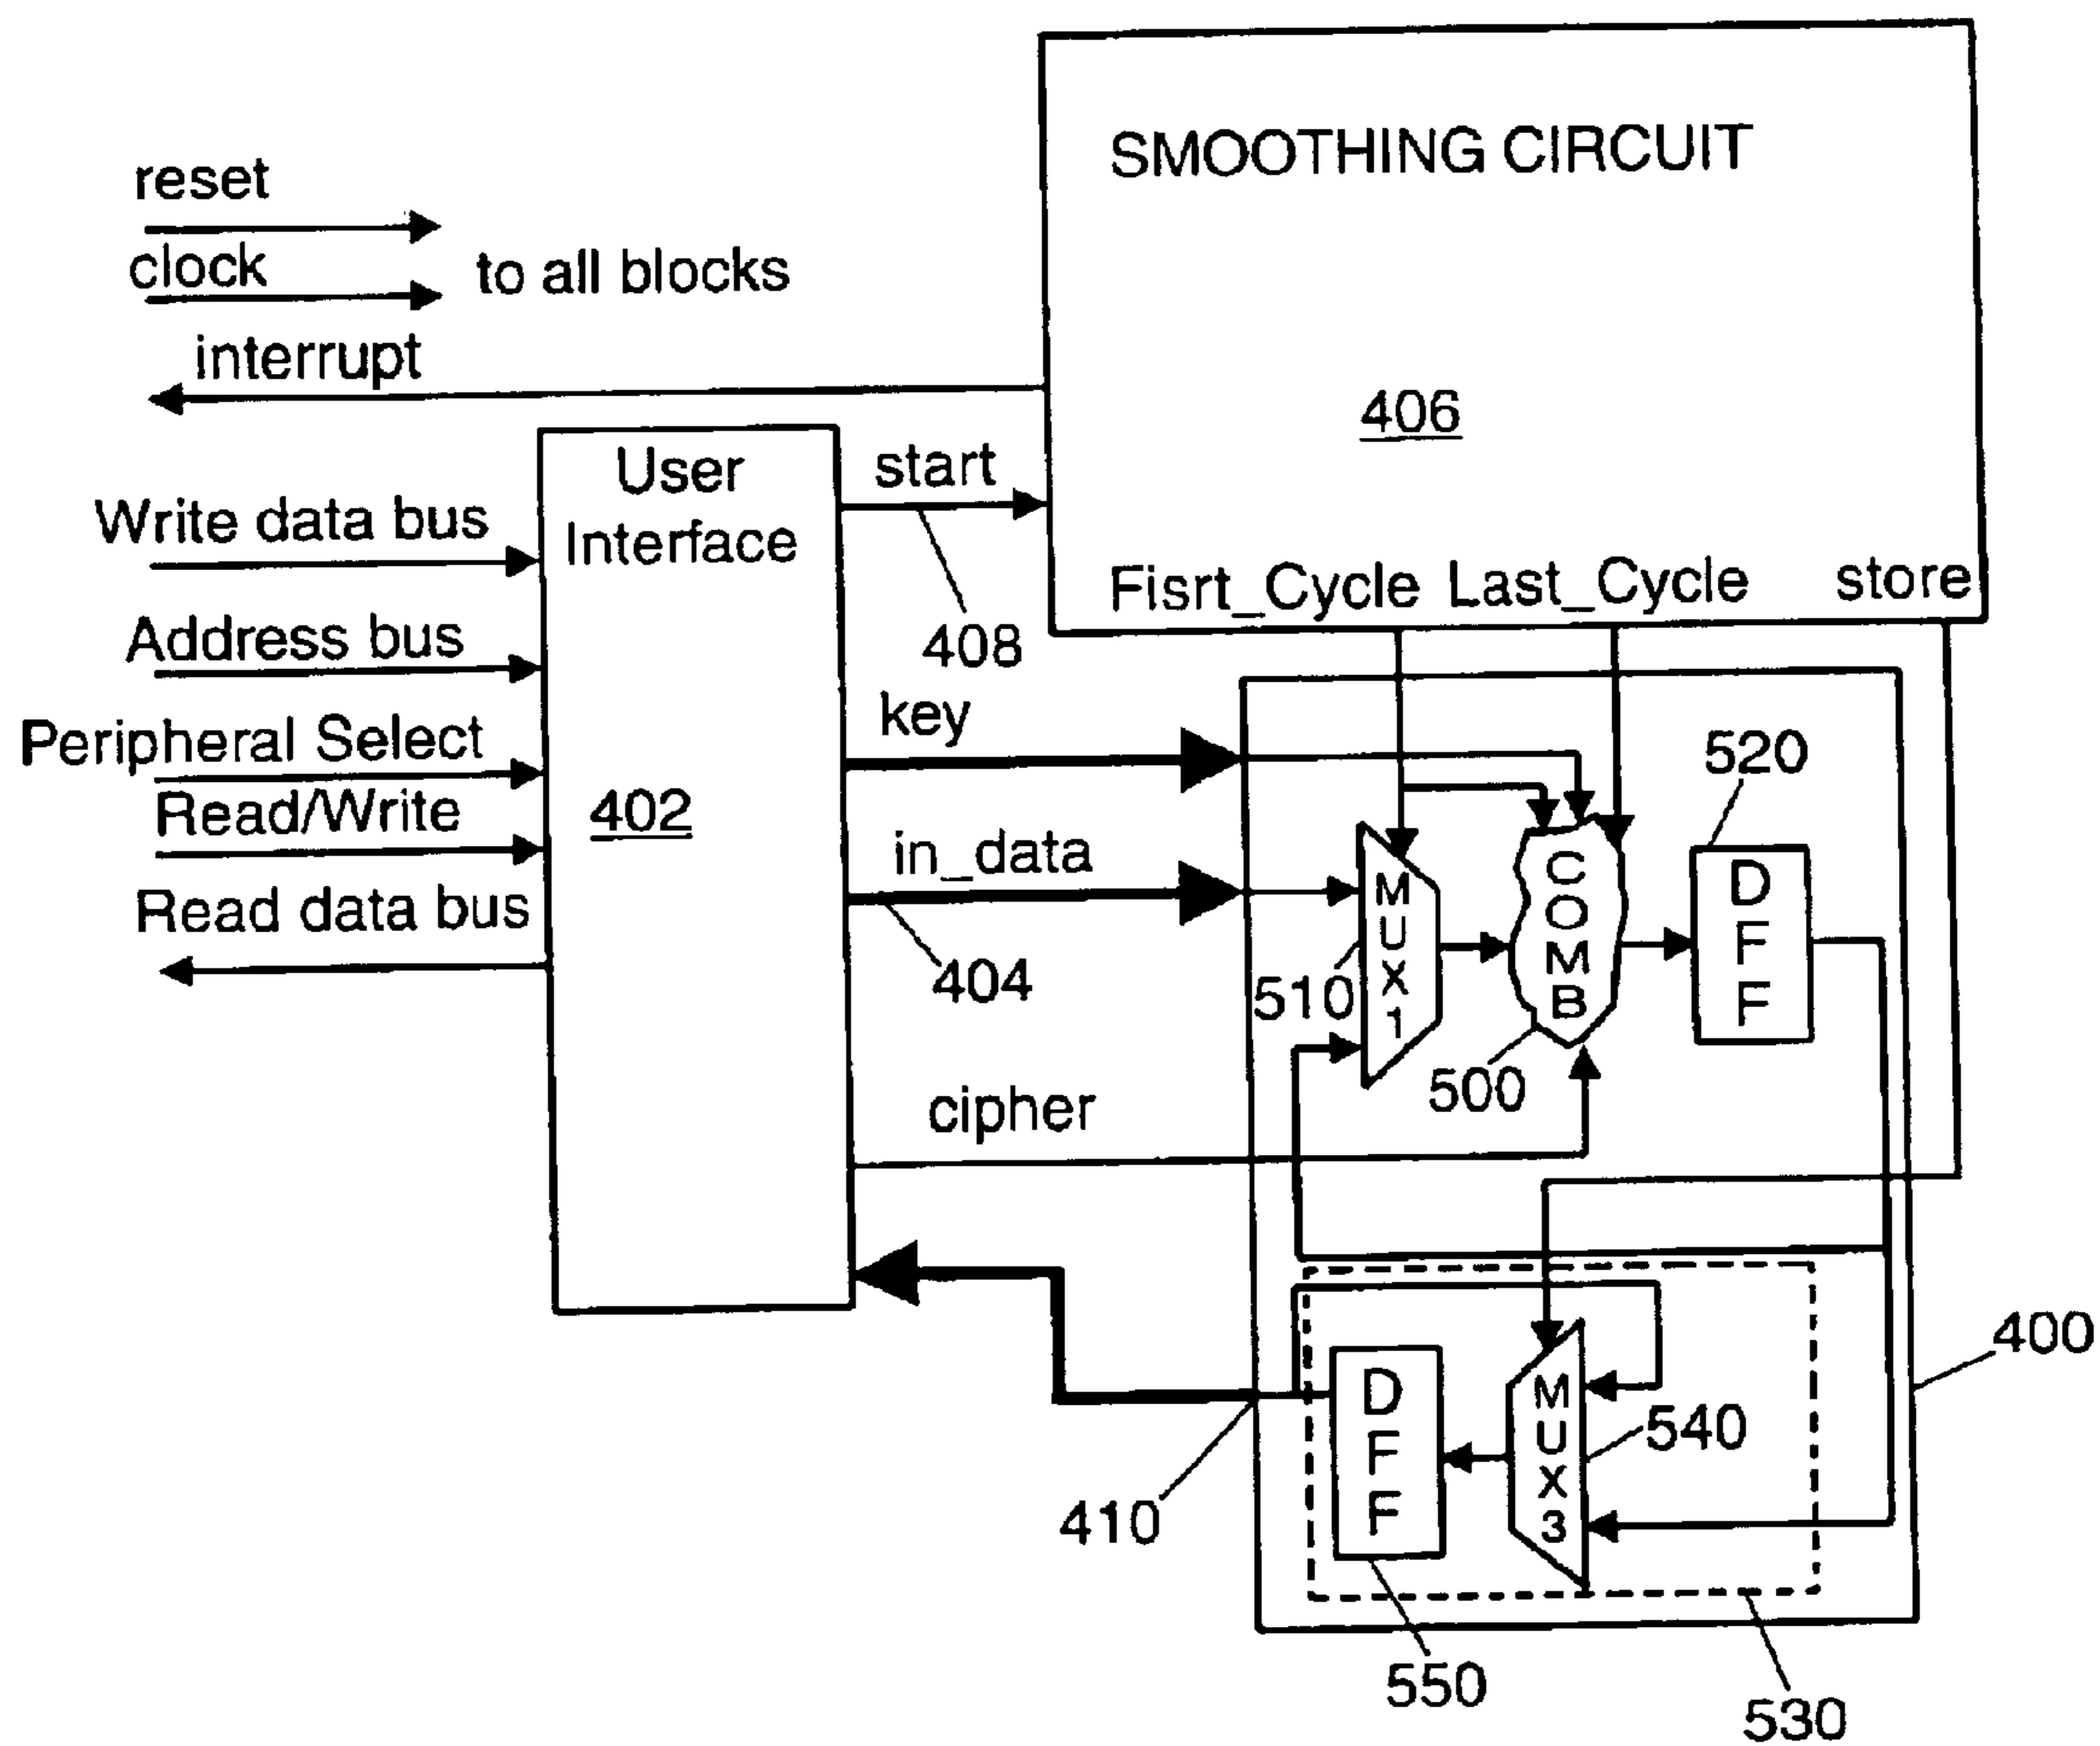 SMOOTHING CIRCUIT
406
reset
clock
to all blocks
interrupt
User
Interface
402
start
408
Write data bus
Address bus
Peripheral Select
Read/Write
Read data bus
Fisrt_Cycle Last_Cycle store
key
in_data
404
cipher
410
MUX1
510
COMB
500
DFF
520
MUX3
540
DFF
550
530
400